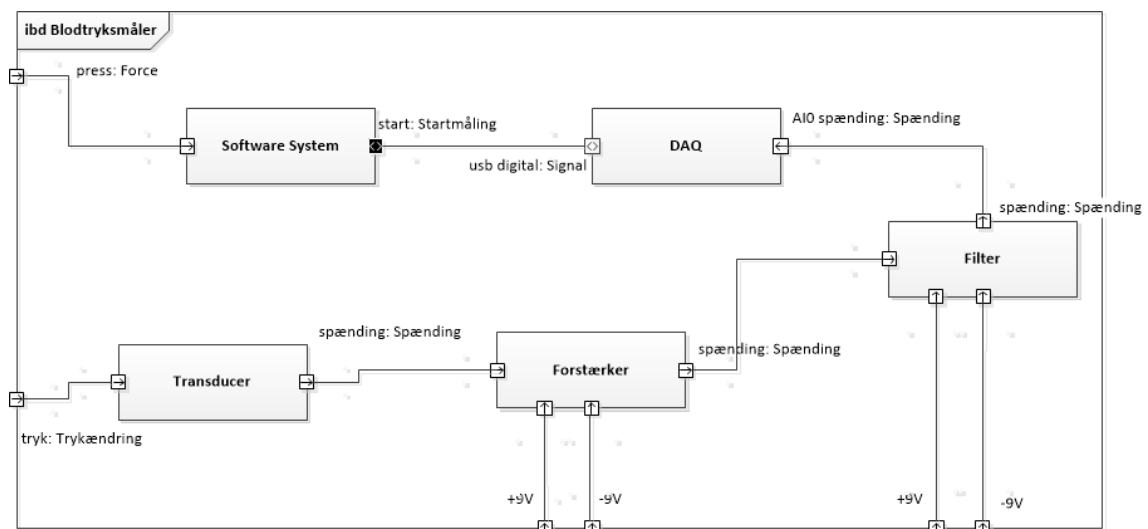 ibd Blodtryksmåler
press: Force
start: Startmåling
AI0 spænding: Spænding
Software System
DAQ
usb digital: Signal
spænding: Spænding
Filter
spænding: Spænding
spænding: Spænding
Forstærker
Transducer
tryk: Trykændring
+9V
-9V
+9V
-9V